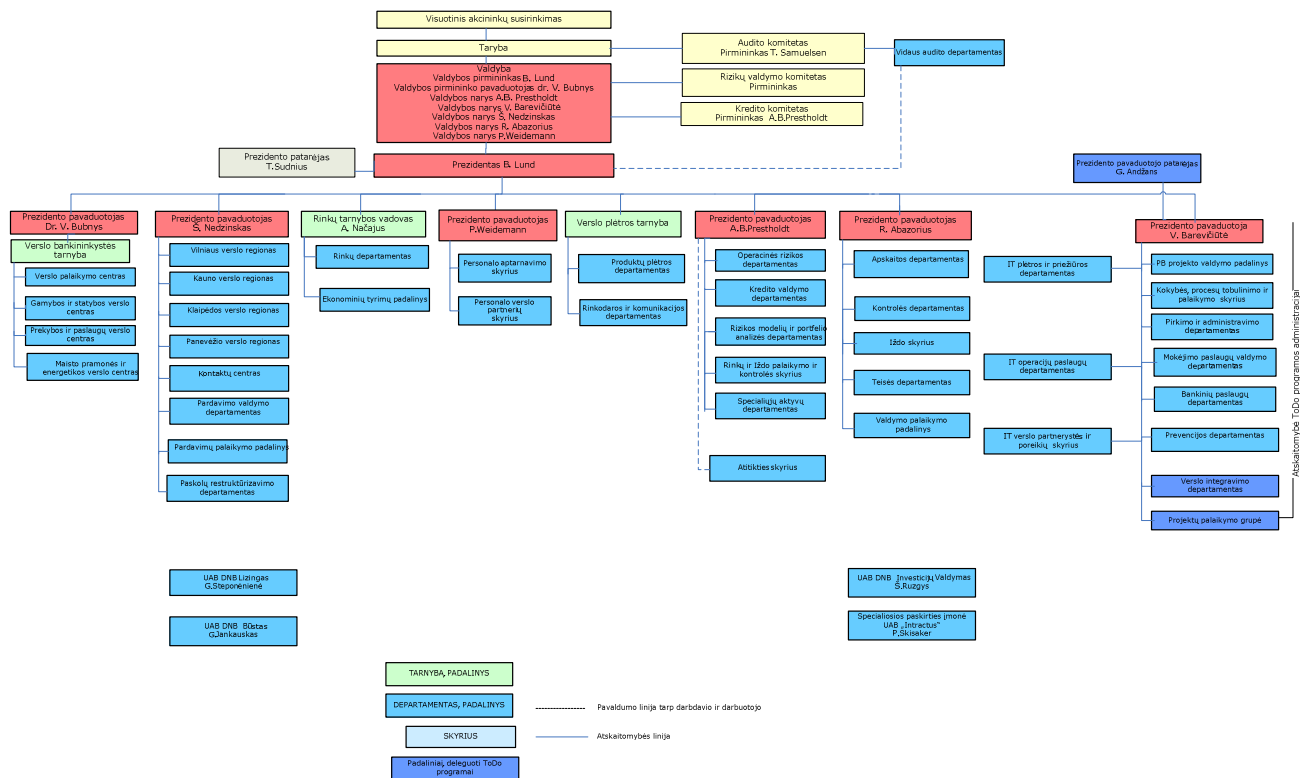 Visuotinis akcininkų susirinkimas
Taryba
Audito komitetas
Pirmininkas T. Samuelsen
Vidaus audito departamentas
Valdyba
Valdybos pirmininkas B. Lund
Valdybos pirmininko pavaduotojas dr. V. Bubnys
Valdybos narys A.B. Prestholdt
Valdybos narys V. Barevičiūtė
Valdybos narys Š. Nedzinskas
Valdybos narys R. Abazorius
Valdybos narys P.Weidemann
Rizikų valdymo komitetas
Pirmininkas
Kredito komitetas
Pirmininkas A.B.Prestholdt
Prezidento patarėjas
T.Sudnius
Prezidentas B. Lund
Prezidento pavaduotojo patarėjas
G. Andžans
Prezidento pavaduotojas
Dr. V. Bubnys
Verslo bankininkystės
tarnyba
Verslo palaikymo centras
Gamybos ir statybos verslo
centras
Prekybos ir paslaugų verslo
centras
Maisto pramonės ir
energetikos verslo centras
Prezidento pavaduotojas
Š. Nedzinskas
Vilniaus verslo regionas
Kauno verslo regionas
Klaipėdos verslo regionas
Panevėžio verslo regionas
Kontaktų centras
Pardavimo valdymo
departamentas
Pardavimų palaikymo padalinys
Paskolų restruktūrizavimo
departamentas
Rinkų tarnybos vadovas
A. Načajus
Rinkų departamentas
Ekonominių tyrimų padalinys
Prezidento pavaduotojas
P.Weidemann
Personalo aptarnavimo
skyrius
Personalo verslo
partnerių
skyrius
Verslo plėtros tarnyba
Produktų plėtros
departamentas
Rinkodaros ir komunikacijos
departamentas
Prezidento pavaduotojas
A.B.Prestholdt
Operacinės rizikos
departamentas
Kredito valdymo
departamentas
Rizikos modelių ir portfelio
analizės departamentas
Rinkų ir Iždo palaikymo ir
kontrolės skyrius
Specialiųjų aktyvų
departamentas
Atitikties skyrius
Prezidento pavaduotojas
R. Abazorius
Apskaitos departamentas
Kontrolės departamentas
Iždo skyrius
Teisės departamentas
Valdymo palaikymo
padalinys
Prezidento pavaduotoja
V. Barevičiūtė
IT plėtros ir priežiūros
departamentas
IT operacijų paslaugų
departamentas
IT verslo partnerystės ir
poreikių skyrius
PB projekto valdymo padalinys
Kokybės, procesų tobulinimo ir
palaikymo skyrius
Pirkimo ir administravimo
departamentas
Mokėjimo paslaugų valdymo
departamentas
Bankinių paslaugų
departamentas
Prevencijos departamentas
Verslo integravimo
departamentas
Projektų palaikymo grupė
Atskaitomybė ToDo programos administracijai
UAB DNB Lizingas
G.Steponėnienė
UAB DNB Būstas
G.Jankauskas
UAB DNB Investicijų Valdymas
Š.Ruzgys
Specialiosios paskirties įmonė
UAB „Intractus“
P.Skisaker
TARNYBA, PADALINYS
DEPARTAMENTAS, PADALINYS
Pavaldumo linija tarp darbdavio ir darbuotojo
SKYRIUS
Atskaitomybės linija
Padaliniai, deleguoti ToDo
programai